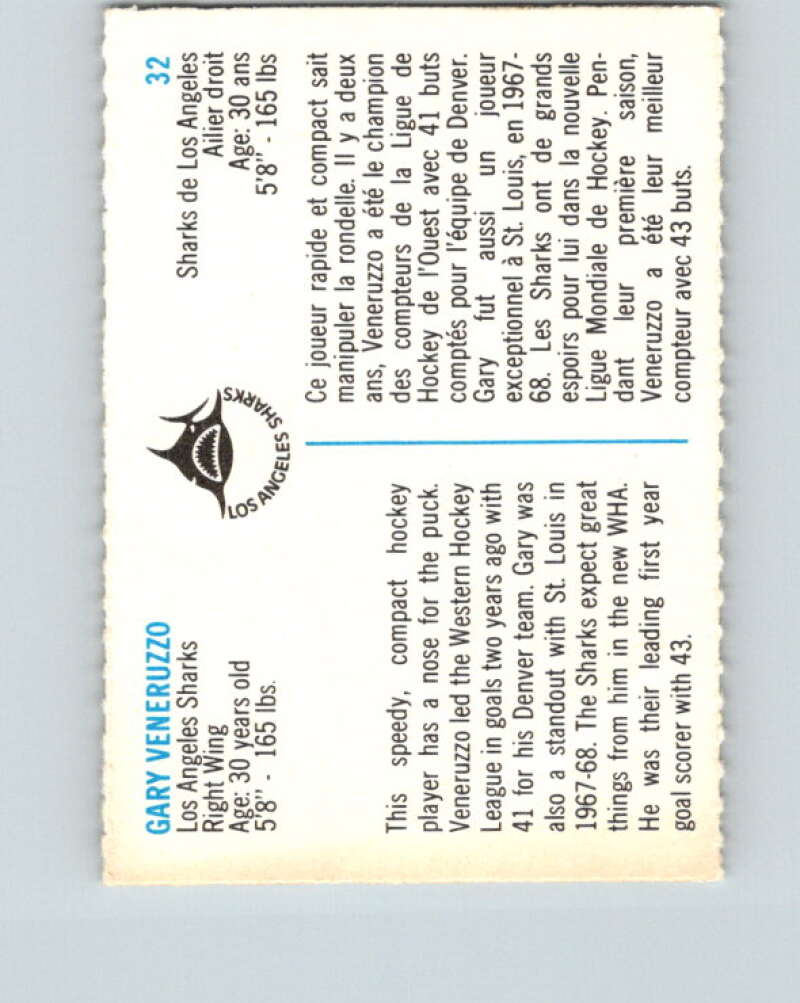 GARY VENERUZZO
Los Angeles Sharks
Right Wing
Age: 30 years old
5'8" - 165 lbs.
LOS ANGELES SHARKS
32
Sharks de Los Angeles
Ailier droit
Age: 30 ans
5'8" - 165 lbs
This speedy, compact hockey
player has a nose for the puck.
Veneruzzo led the Western Hockey
League in goals two years ago with
41 for his Denver team. Gary was
also a standout with St. Louis in
1967-68. The Sharks expect great
things from him in the new WHA.
He was their leading first year
goal scorer with 43.
Ce joueur rapide et compact sait
manipuler la rondelle. Il y a deux
ans, Veneruzzo a été le champion
des compteurs de la Ligue de
Hockey de l'Ouest avec 41 buts
comptés pour l'équipe de Denver.
Gary fut aussi un joueur
exceptionnel à St. Louis, en 1967-
68. Les Sharks ont de grands
espoirs pour lui dans la nouvelle
Ligue Mondiale de Hockey. Pen-
dant leur première saison,
Veneruzzo a été leur meilleur
compteur avec 43 buts.